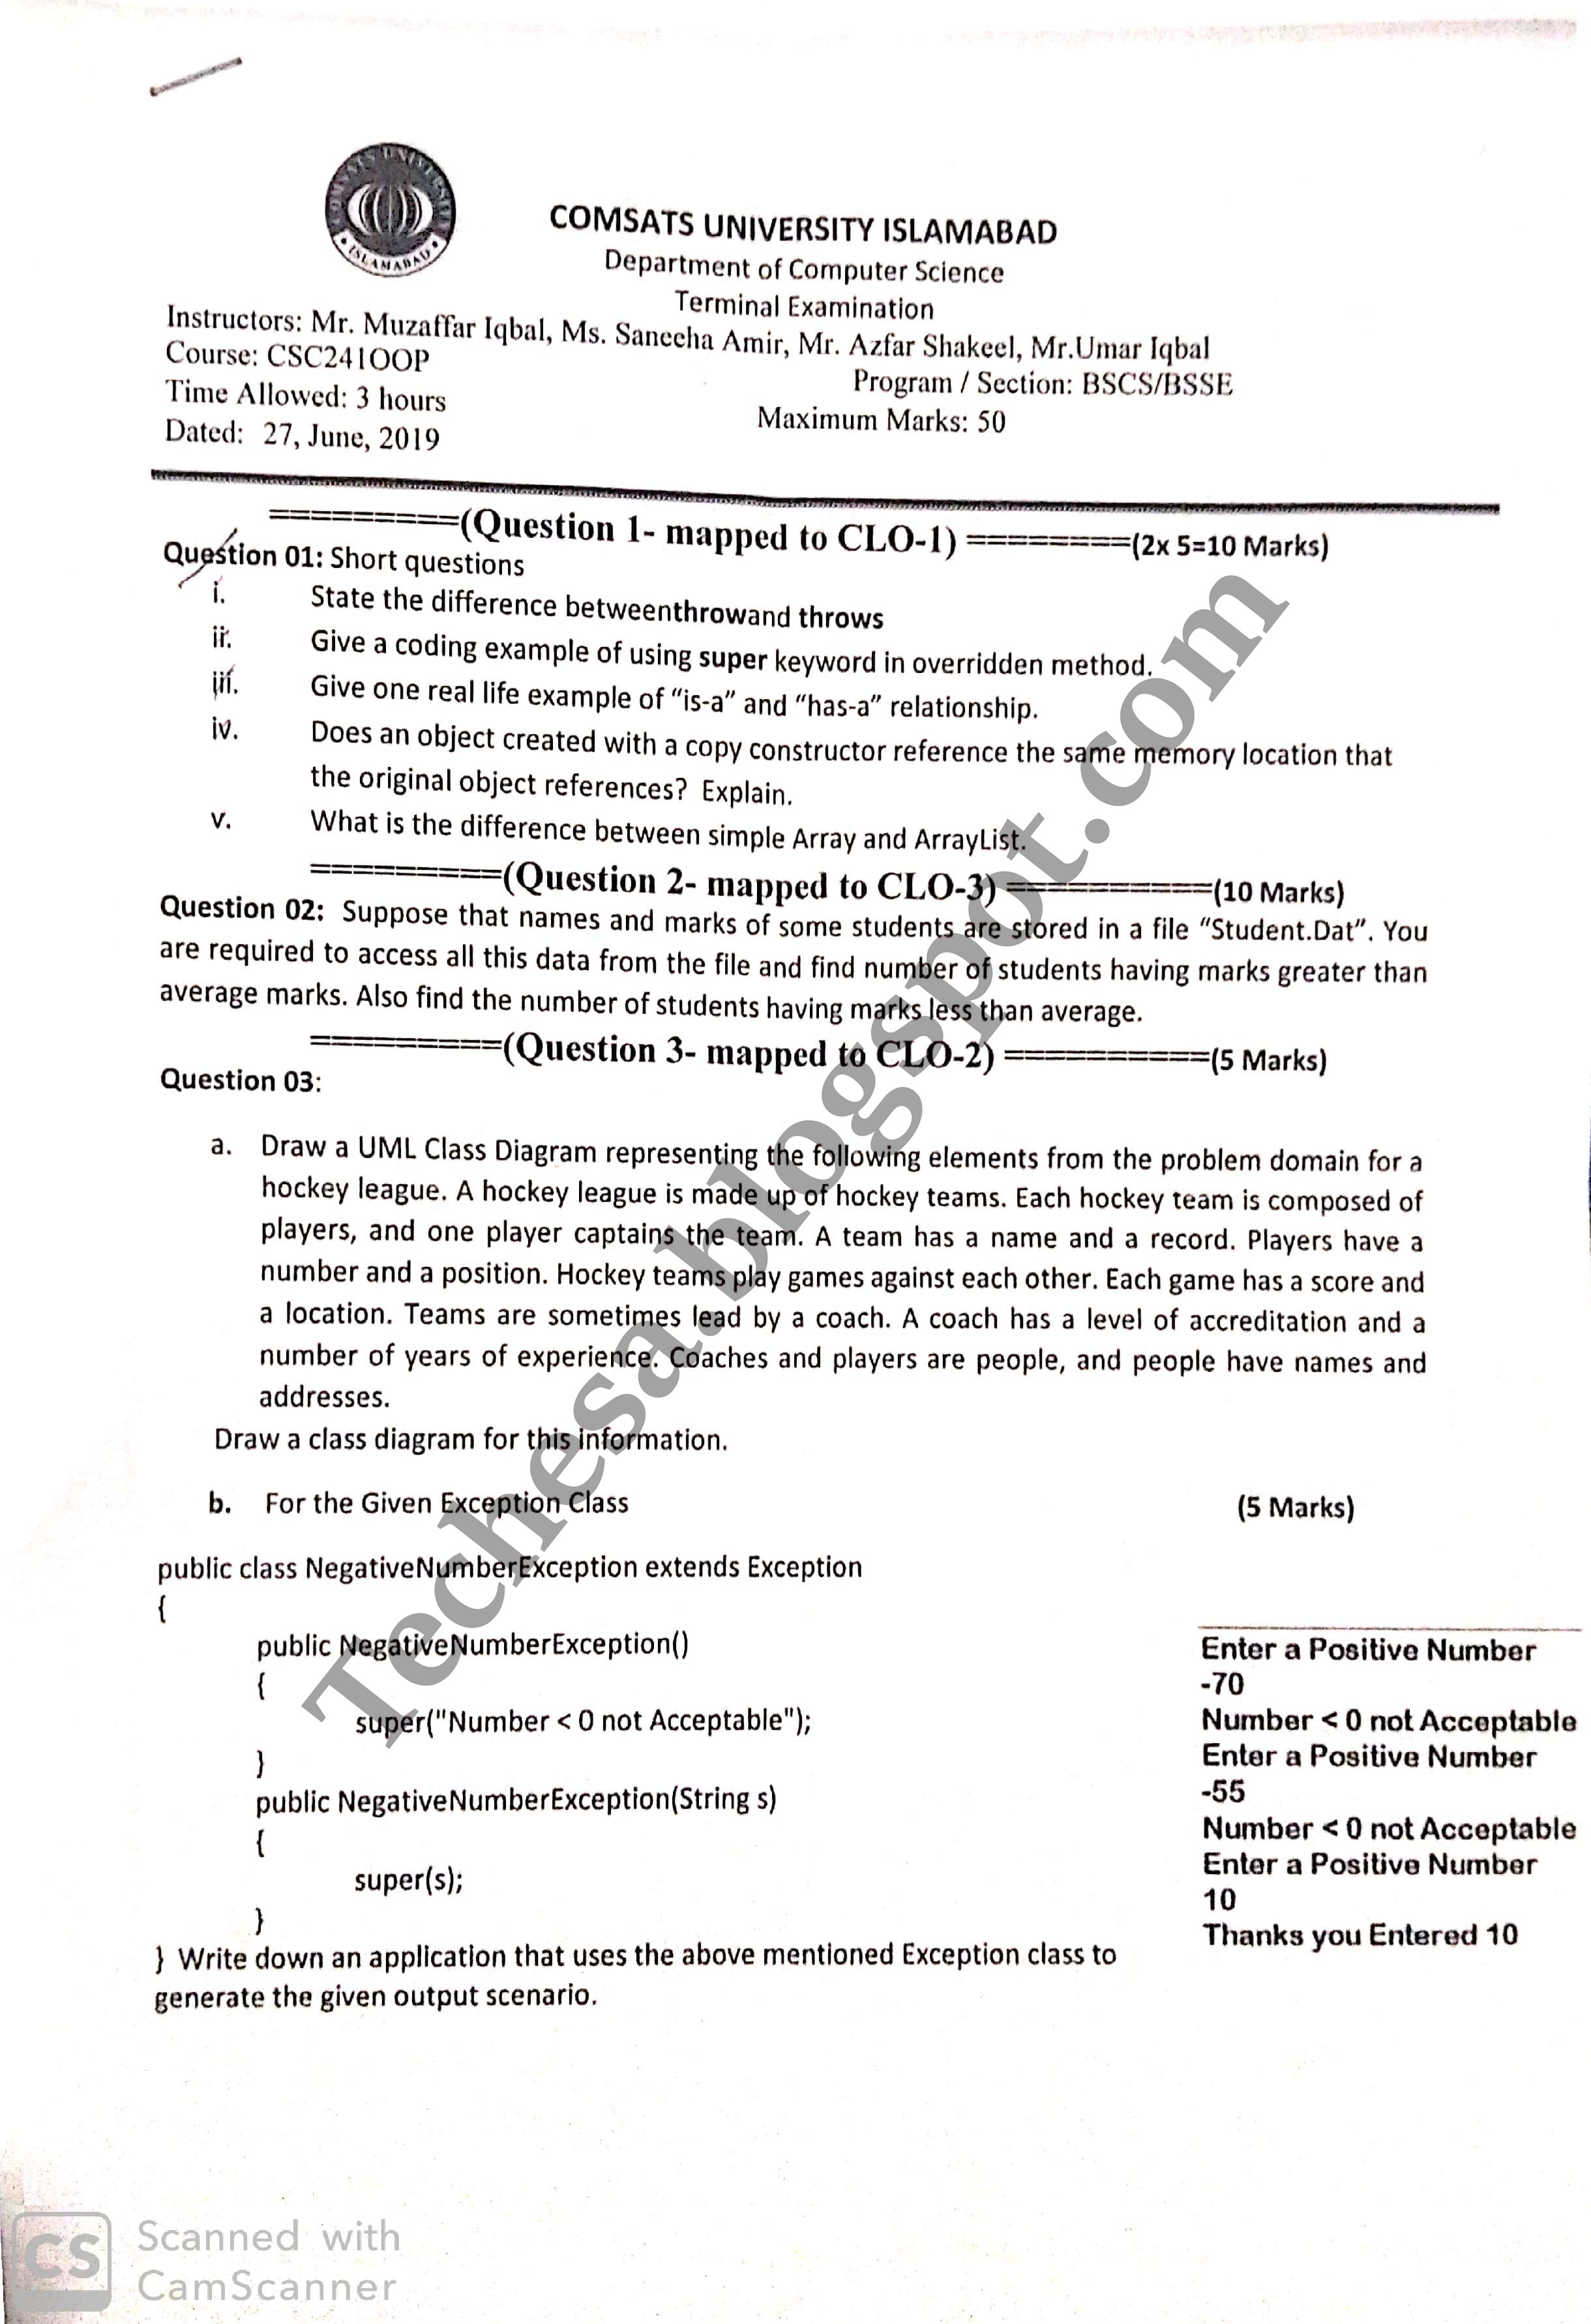 COMSATS UNIVERSITY
ISLAMABAD
COMSATS UNIVERSITY ISLAMABAD
Department of Computer Science
Terminal Examination
Instructors: Mr. Muzaffar Iqbal, Ms. Saneeha Amir, Mr. Azfar Shakeel, Mr.Umar Iqbal
Course: CSC241OOP
Program / Section: BSCS/BSSE
Time Allowed: 3 hours
Maximum Marks: 50
Dated: 27, June, 2019
=========(Question 1- mapped to CLO-1) ========(2x 5=10 Marks)
Question 01: Short questions
i. State the difference betweenthrowand throws
ii. Give a coding example of using super keyword in overridden method.
iii. Give one real life example of “is-a” and “has-a” relationship.
iv. Does an object created with a copy constructor reference the same memory location that
the original object references? Explain.
v. What is the difference between simple Array and ArrayList.
=========(Question 2- mapped to CLO-3) ==========(10 Marks)
Question 02: Suppose that names and marks of some students are stored in a file “Student.Dat”. You
are required to access all this data from the file and find number of students having marks greater than
average marks. Also find the number of students having marks less than average.
=========(Question 3- mapped to CLO-2) ==========(5 Marks)
Question 03:
a. Draw a UML Class Diagram representing the following elements from the problem domain for a
hockey league. A hockey league is made up of hockey teams. Each hockey team is composed of
players, and one player captains the team. A team has a name and a record. Players have a
number and a position. Hockey teams play games against each other. Each game has a score and
a location. Teams are sometimes lead by a coach. A coach has a level of accreditation and a
number of years of experience. Coaches and players are people, and people have names and
addresses.
Draw a class diagram for this information.
b. For the Given Exception Class (5 Marks)
public class NegativeNumberException extends Exception
{
public NegativeNumberException()
{
super("Number < 0 not Acceptable");
}
public NegativeNumberException(String s)
{
super(s);
}
} Write down an application that uses the above mentioned Exception class to
generate the given output scenario.
Enter a Positive Number
-70
Number < 0 not Acceptable
Enter a Positive Number
-55
Number < 0 not Acceptable
Enter a Positive Number
10
Thanks you Entered 10
Techesa.blogspot.com
CS
Scanned with
CamScanner